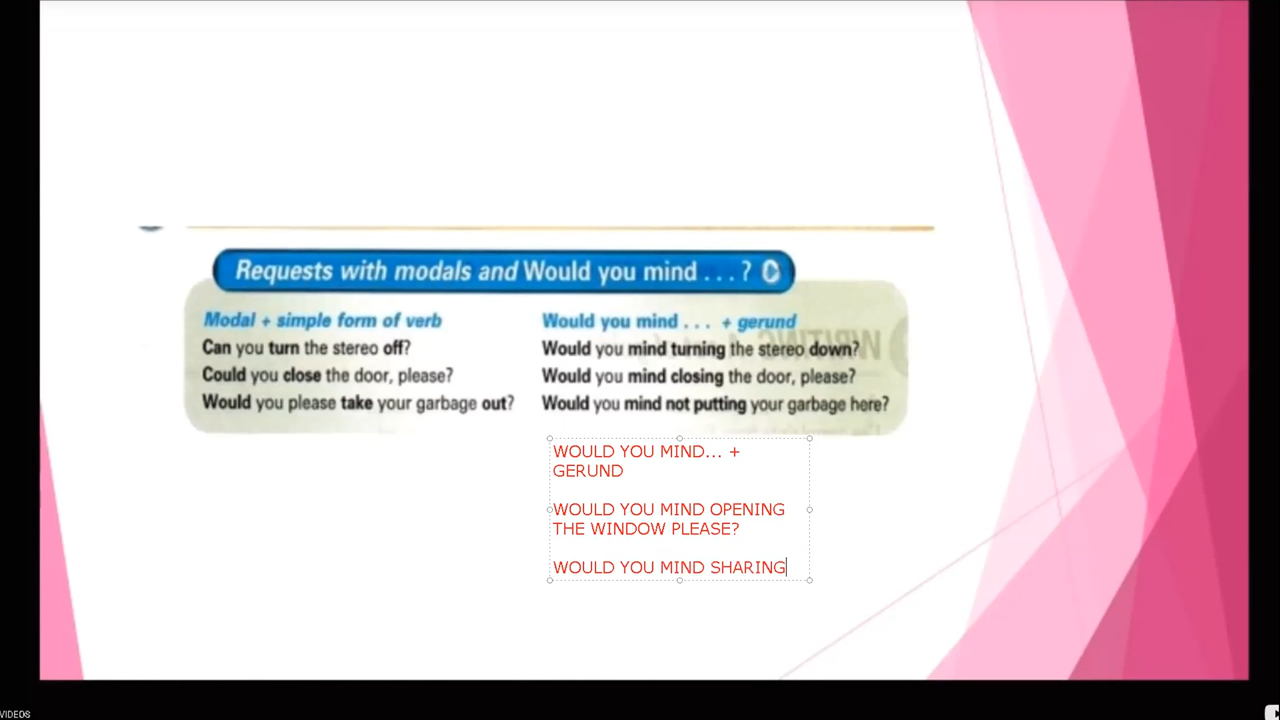 Requests with modals and Would you mind . . . ?
Modal + simple form of verb
Can you turn the stereo off?
Could you close the door, please?
Would you please take your garbage out?
Would you mind . . . + gerund
Would you mind turning the stereo down?
Would you mind closing the door, please?
Would you mind not putting your garbage here?
WRITING
WOULD YOU MIND... +
GERUND
WOULD YOU MIND OPENING
THE WINDOW PLEASE?
WOULD YOU MIND SHARING
VIDEOS